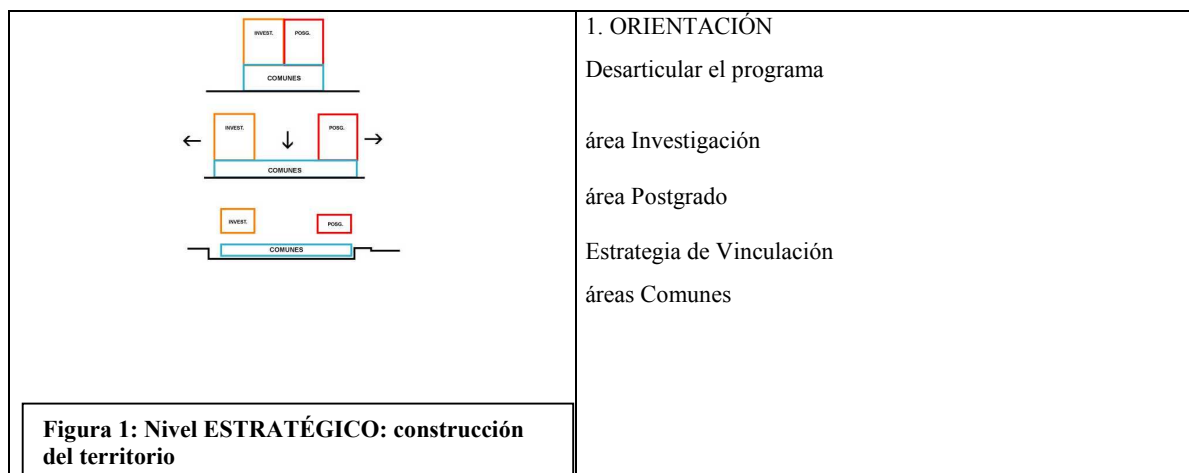 INVEST. POSG.
COMUNES
INVEST. POSG.
COMUNES
INVEST. POSG.
COMUNES
Figura 1: Nivel ESTRATÉGICO: construcción
del territorio
1. ORIENTACIÓN
Desarticular el programa
área Investigación
área Postgrado
Estrategia de Vinculación
áreas Comunes